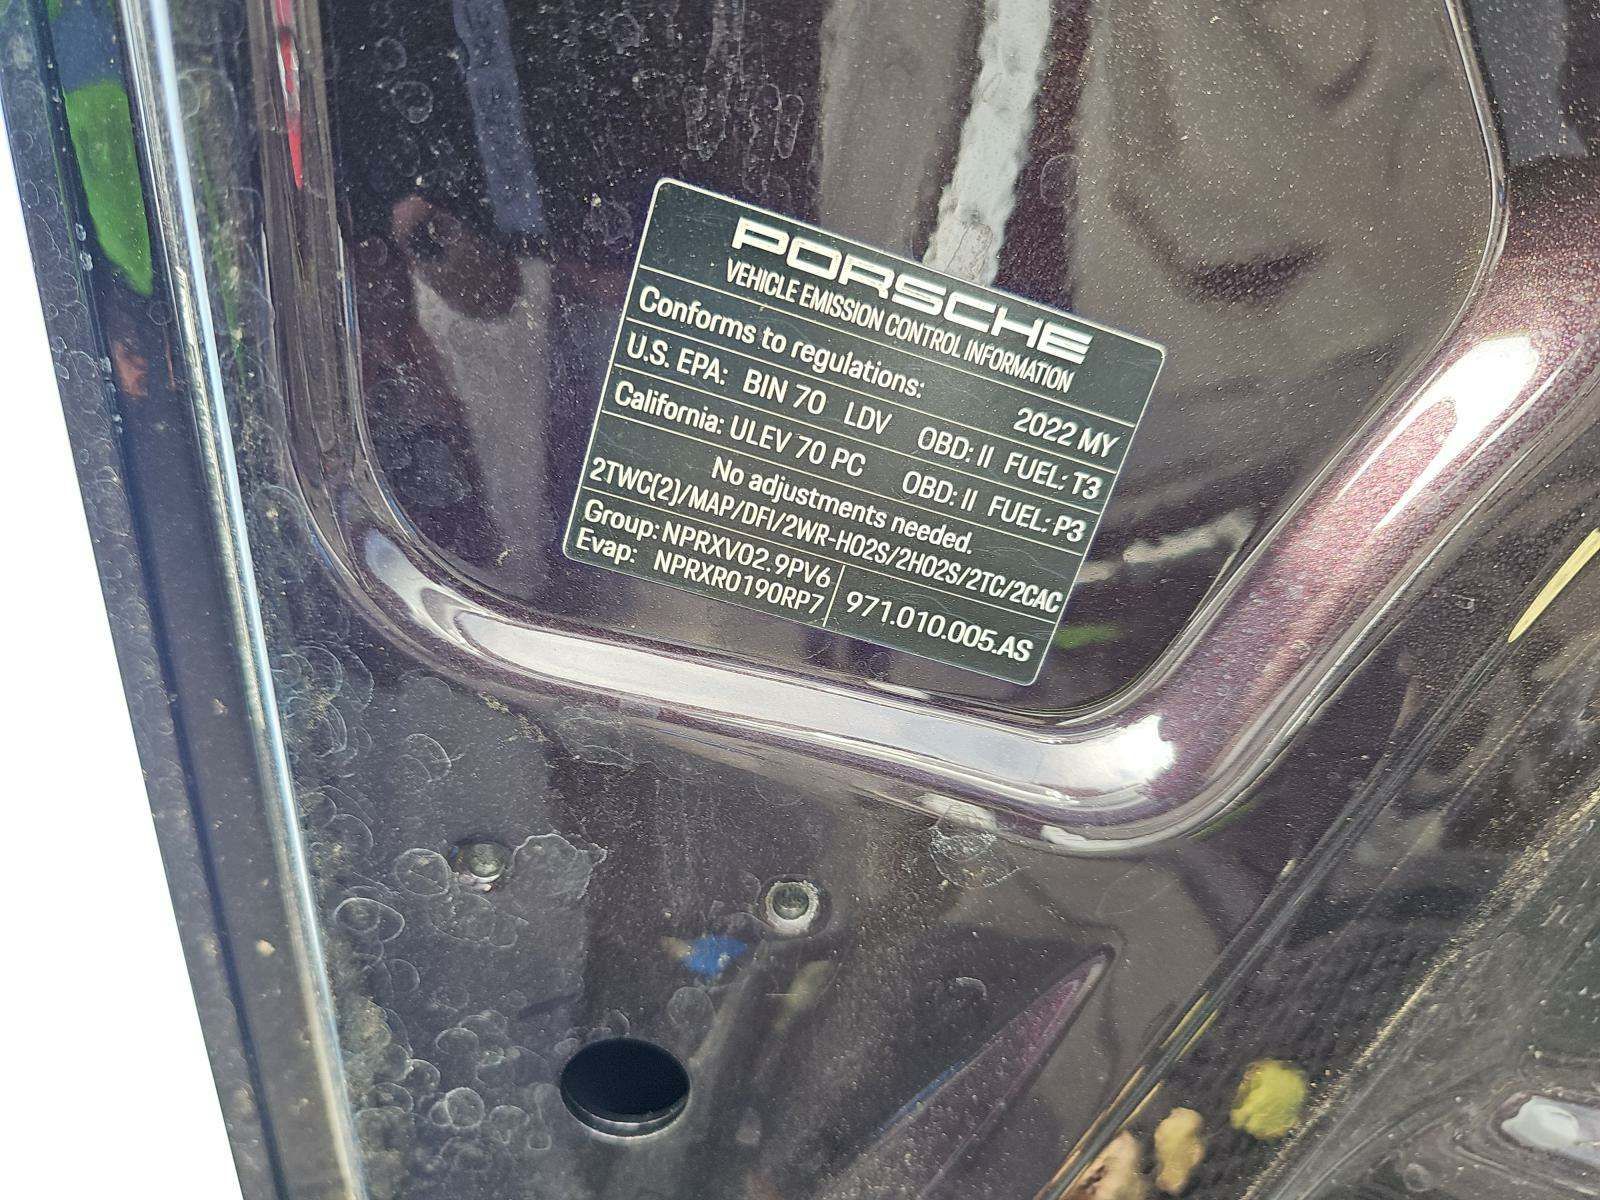 PORSCHE
VEHICLE EMISSION CONTROL INFORMATION
Conforms to regulations: 2022 MY
U.S. EPA: BIN 70 LDV OBD: II FUEL: T3
California: ULEV 70 PC OBD: II FUEL: P3
No adjustments needed.
2TWC(2)/MAP/DFI/2WR-HO2S/2HO2S/2TC/2CAC
Group: NPRXV02.9PV6
Evap: NPRXR0190RP7
971.010.005.AS